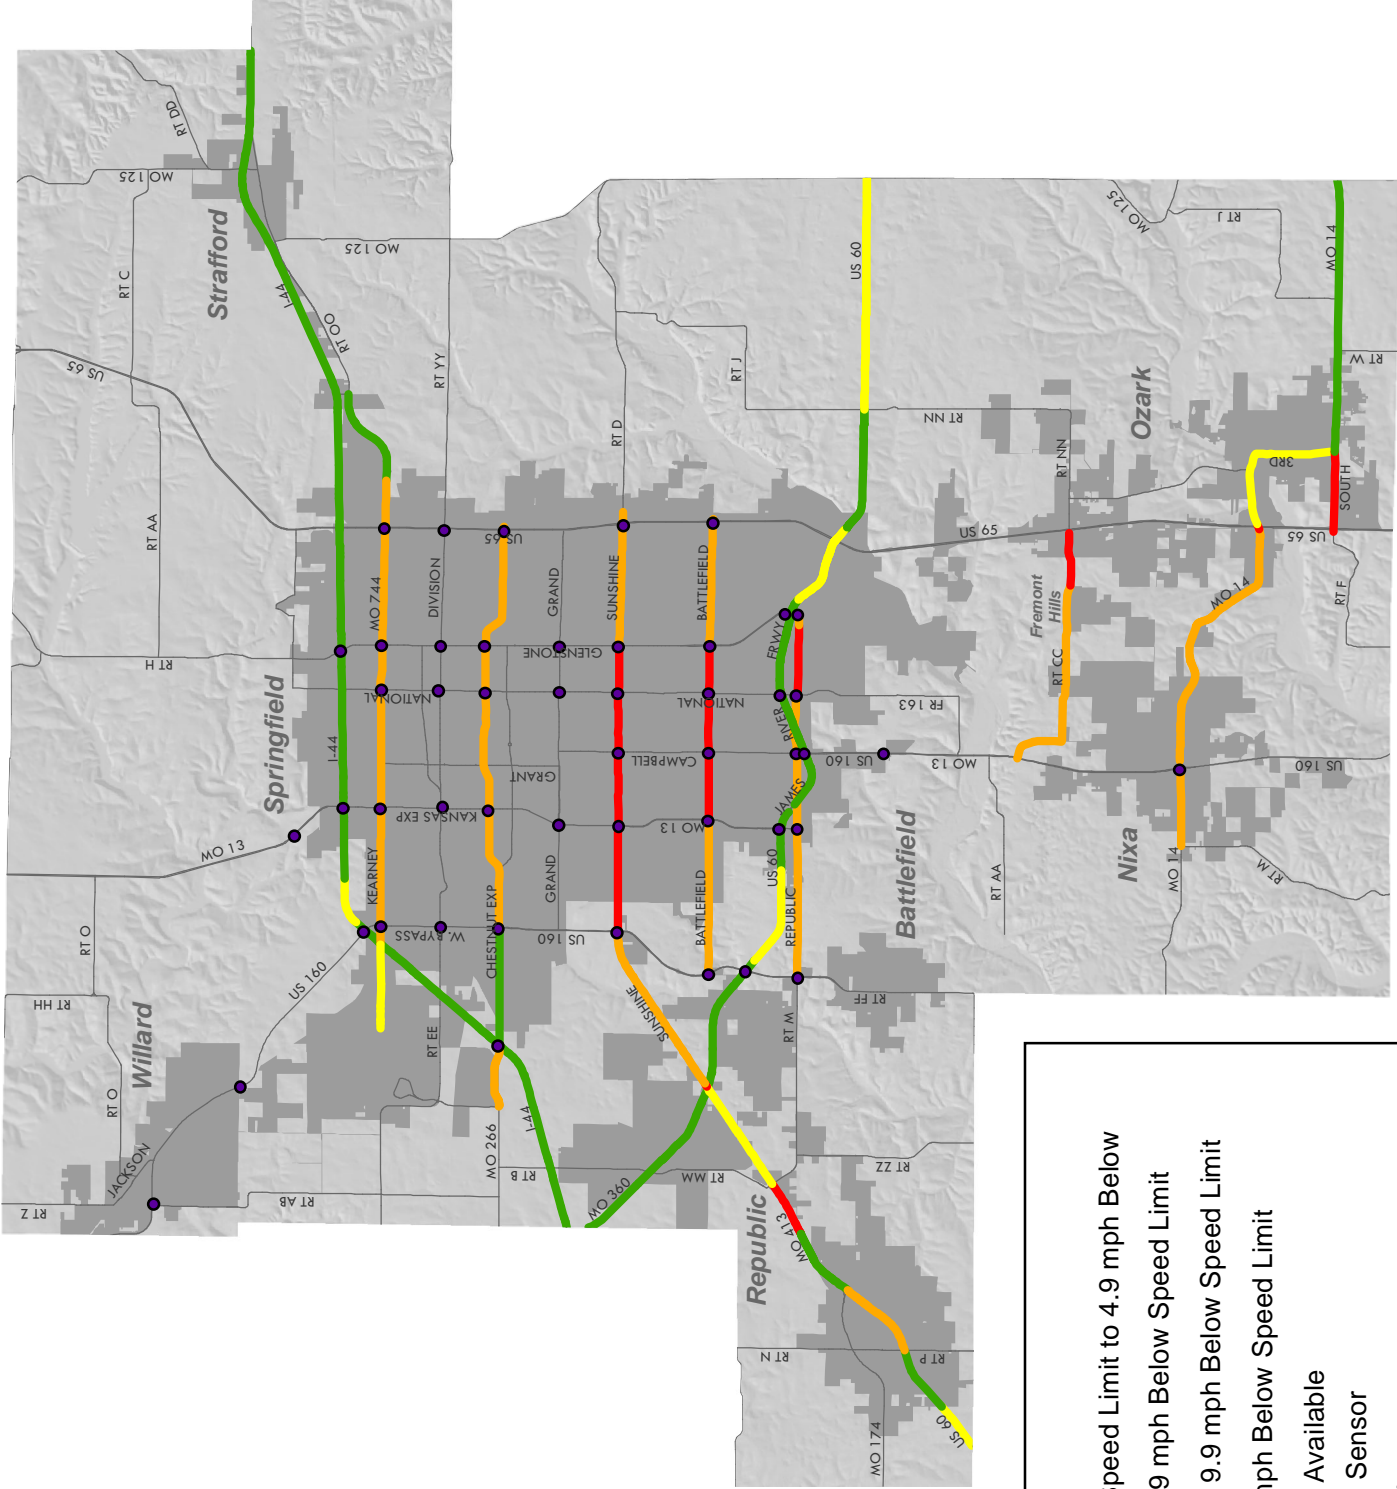 RT DD
MO 125
RT C
Strafford
MO 125
I-44
RT OO
US 65
RT YY
RT AA
RT D
RT J
US 60
RT NN
MO 125
RT J
MO 14
RT W
Ozark
RT NN
3RD
SOUTH
US 65
US 65
US 65
MO 744
DIVISION
GRAND
SUNSHINE
BATTLEFIELD
RT H
GLENSTONE
FRWY
Fremont
Hills
MO 14
RT F
RT CC
Springfield
NATIONAL
NATIONAL
RIVER
FR 163
I-44
GRANT
CAMPBELL
US 160
MO 13
US 160
JAMES
KANSAS EXP
MO 13
MO 13
Battlefield
Nixa
KEARNEY
CHESTNUT EXP
GRAND
BATTLEFIELD
US 60
REPUBLIC
RT AA
MO 14
RT M
RT O
W. BYPASS
US 160
US 160
RT HH
Willard
RT EE
SUNSHINE
RT M
RT FF
RT O
JACKSON
I-44
MO 266
RT B
MO 360
RT MM
RT ZZ
RT Z
RT AB
Republic
MO 413
RT N
RT P
US 60
MO 174
Speed Limit to 4.9 mph Below
9 mph Below Speed Limit
9.9 mph Below Speed Limit
mph Below Speed Limit
Available
Sensor